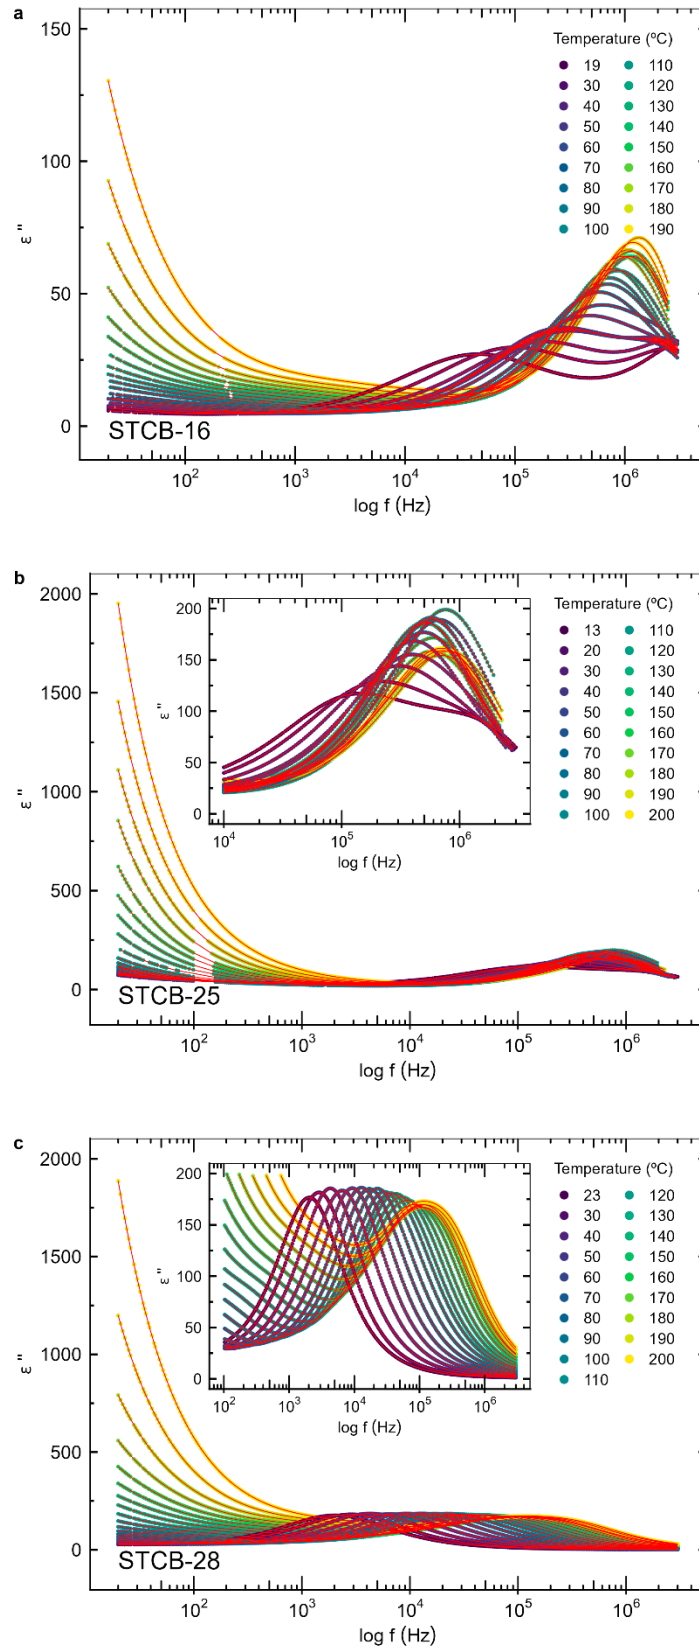 a
Temperature (ºC)
19 110
30 120
40 130
50 140
60 150
70 160
80 170
90 180
100 190
150
100
50
0
ε"
STCB-16
10² 10³ 10⁴ 10⁵ 10⁶
log f (Hz)
b
Temperature (ºC)
13 110
20 120
30 130
40 140
50 150
60 160
70 170
80 180
90 190
100 200
2000
1500
1000
500
0
ε"
200
150
100
50
0
ε"
10⁴ 10⁵ 10⁶
log f (Hz)
STCB-25
10² 10³ 10⁴ 10⁵ 10⁶
log f (Hz)
c
Temperature (ºC)
23 120
30 130
40 140
50 150
60 160
70 170
80 180
90 190
100 200
110
2000
1500
1000
500
0
ε"
200
150
100
50
0
ε"
10² 10³ 10⁴ 10⁵ 10⁶
log f (Hz)
STCB-28
10² 10³ 10⁴ 10⁵ 10⁶
log f (Hz)